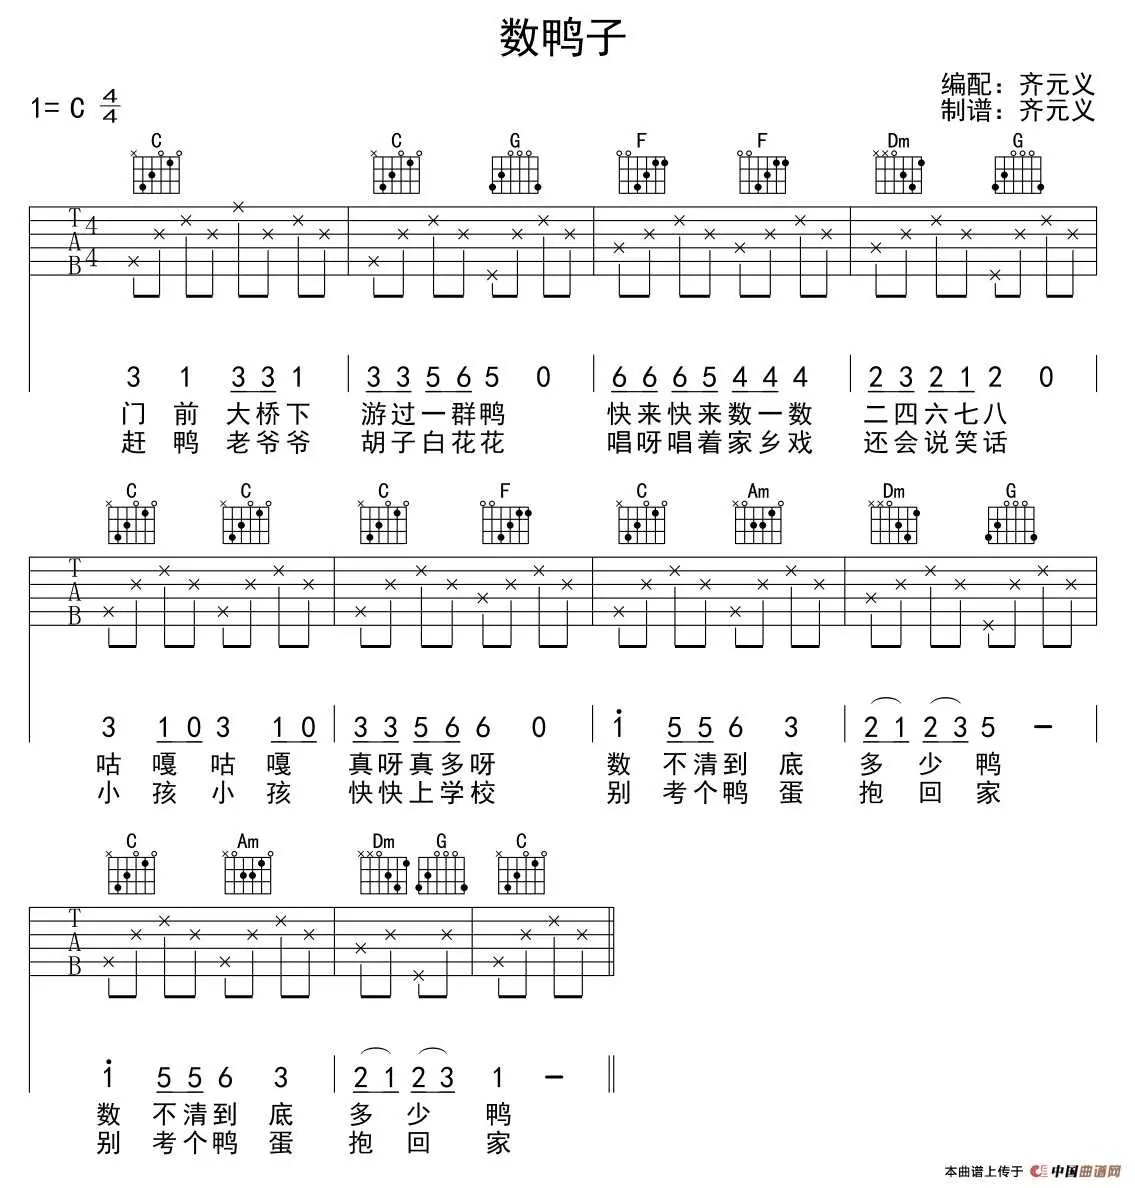 数鸭子
编配：齐元义
1= C 4/4
制谱：齐元义
C C G F F Dm G
T A B 4 4
3 1 3 3 1 3 3 5 6 5 0 6 6 6 5 4 4 4 2 3 2 1 2 0
门 前 大桥下 游过一群鸭 快来快来数一数 二四六七八
赶 鸭 老爷爷 胡子白花花 唱呀唱着家乡戏 还会说笑话
C C C F C Am Dm G
T A B
3 1 0 3 1 0 3 3 5 6 6 0 1 5 5 6 3 2 1 2 3 5 –
咕 嘎 咕 嘎 真呀真多呀 数 不清到 底 多 少 鸭
小 孩 小 孩 快快上学校 别 考个鸭 蛋 抱 回 家
C Am Dm G C
T A B
1 5 5 6 3 2 1 2 3 1 –
数 不清到 底 多 少 鸭
别 考个鸭 蛋 抱 回 家
本曲谱上传于 中国曲谱网